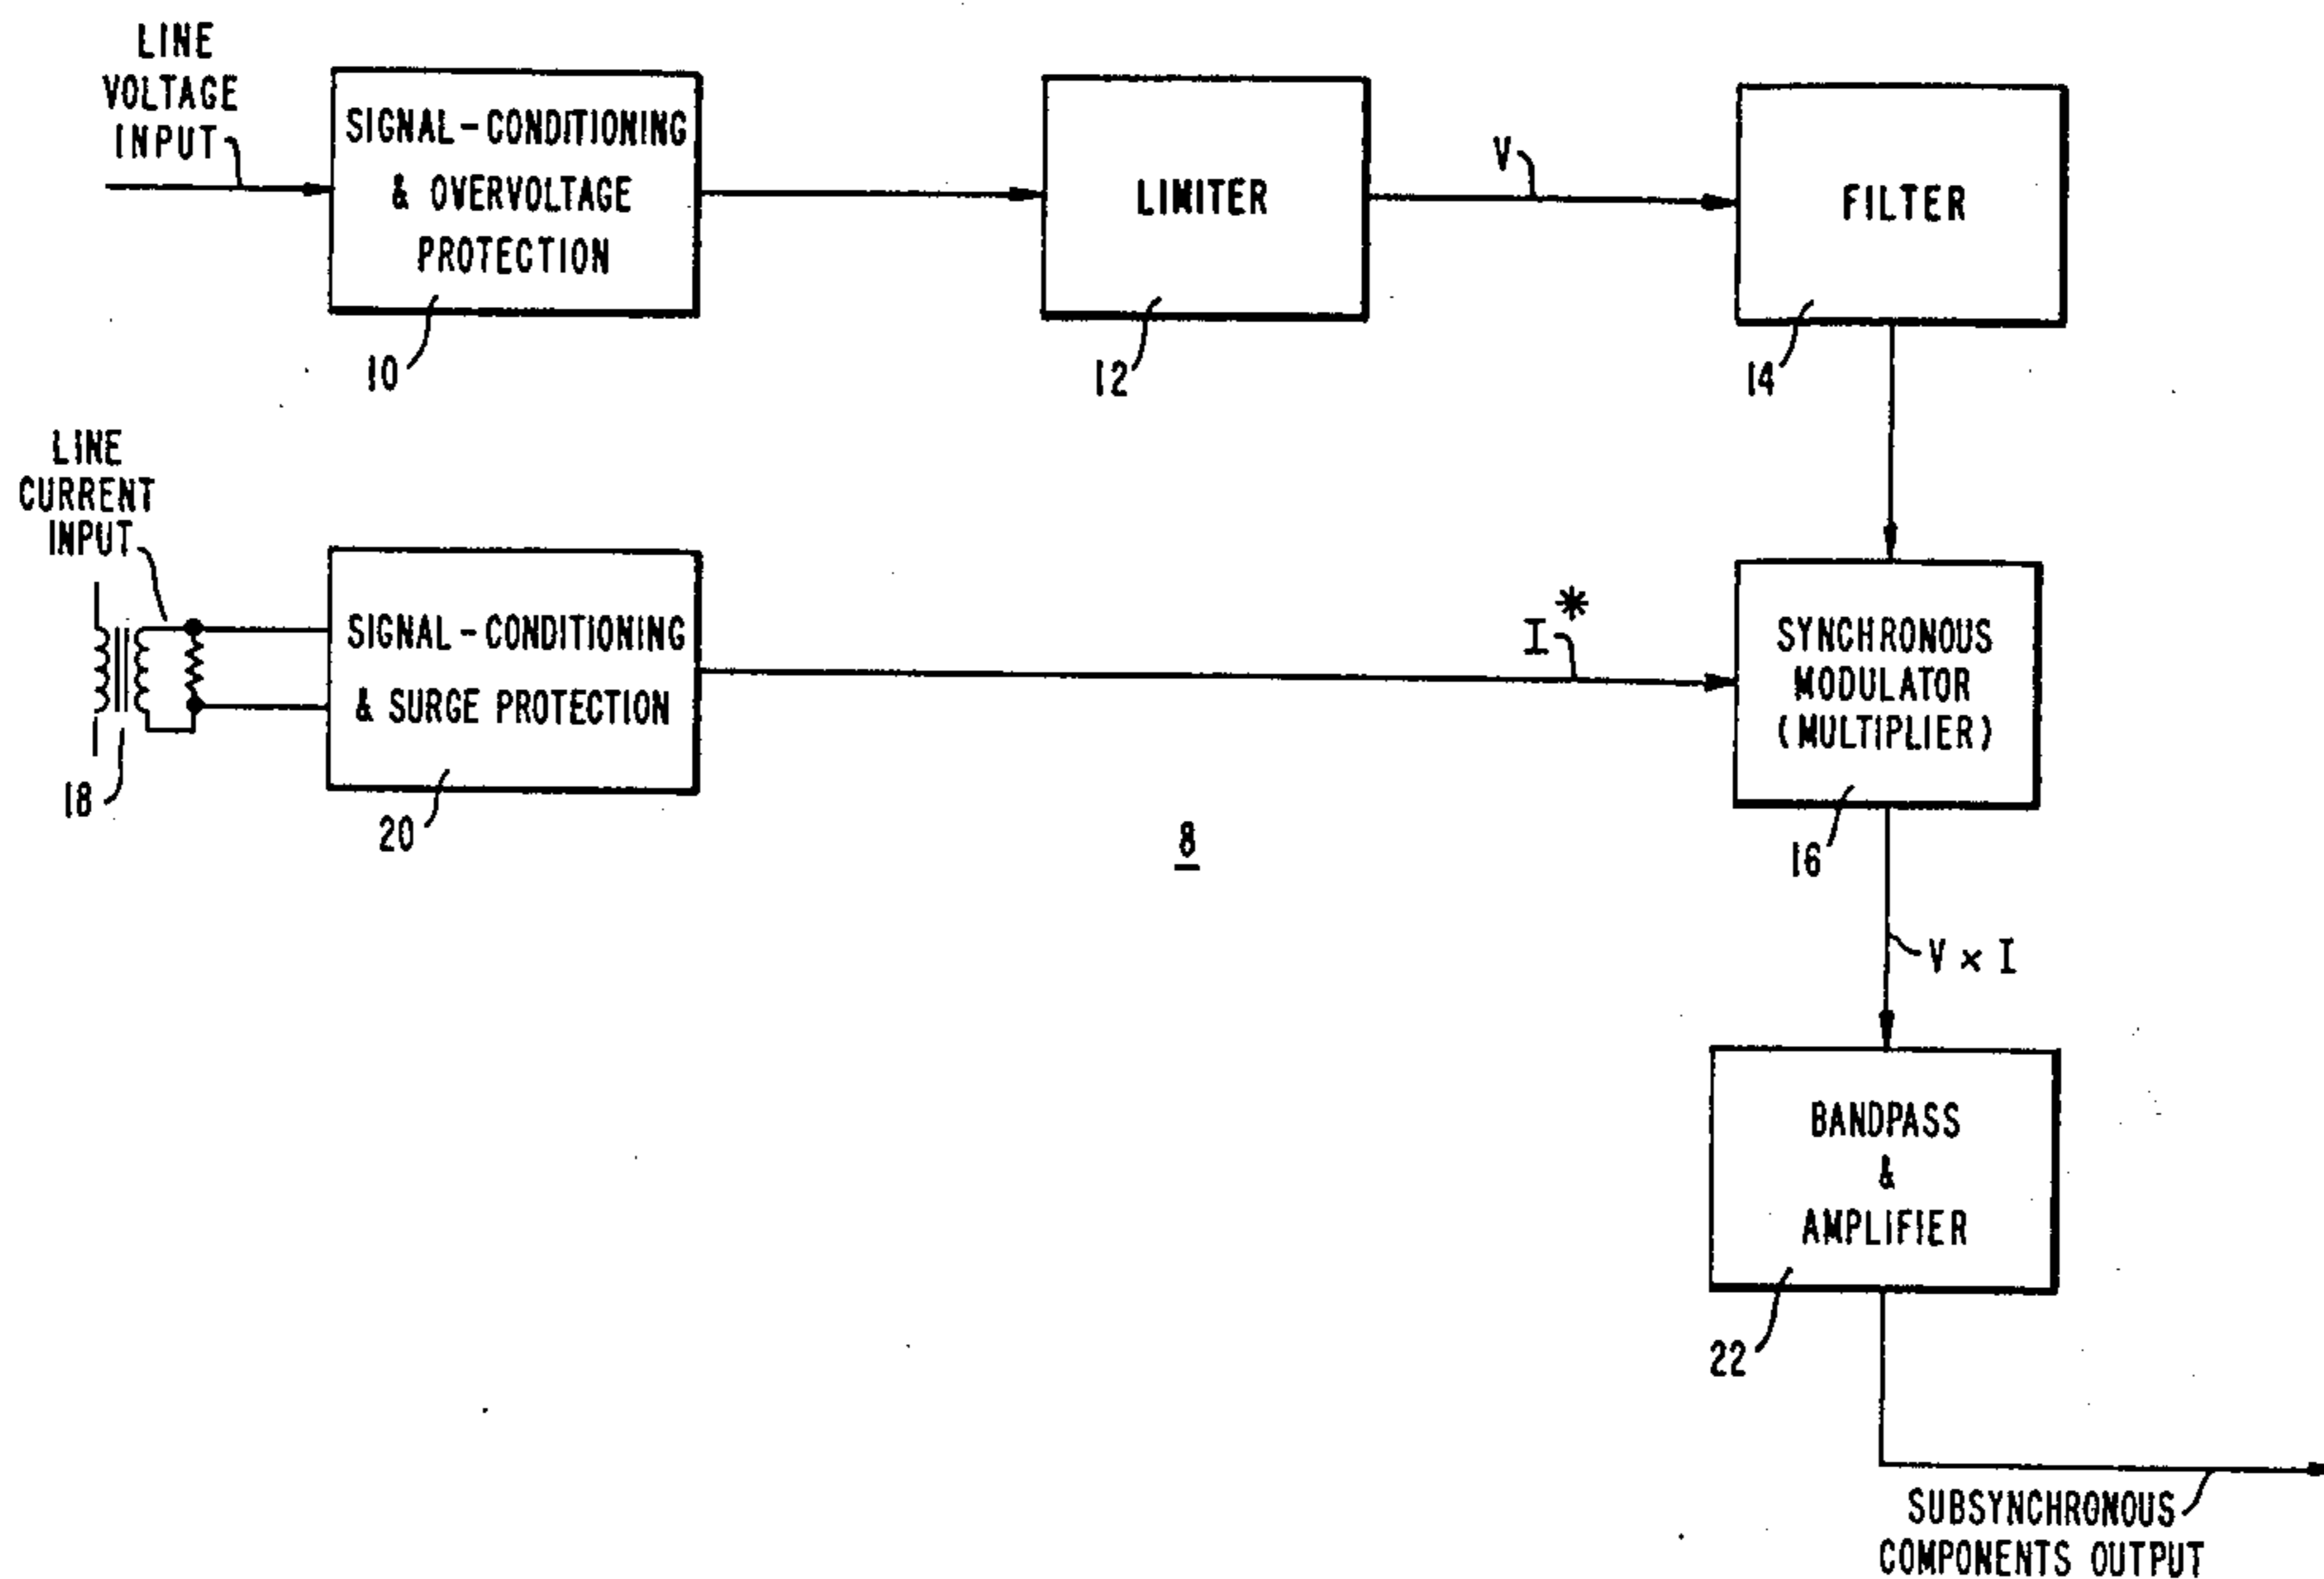 LINE
VOLTAGE
INPUT
SIGNAL-CONDITIONING
& OVERVOLTAGE
PROTECTION
10
LIMITER
12
V
FILTER
14
LINE
CURRENT
INPUT
18
SIGNAL-CONDITIONING
& SURGE PROTECTION
20
I*
SYNCHRONOUS
MODULATOR
(MULTIPLIER)
16
8
V × I
BANDPASS
&
AMPLIFIER
22
SUBSYNCHRONOUS
COMPONENTS OUTPUT